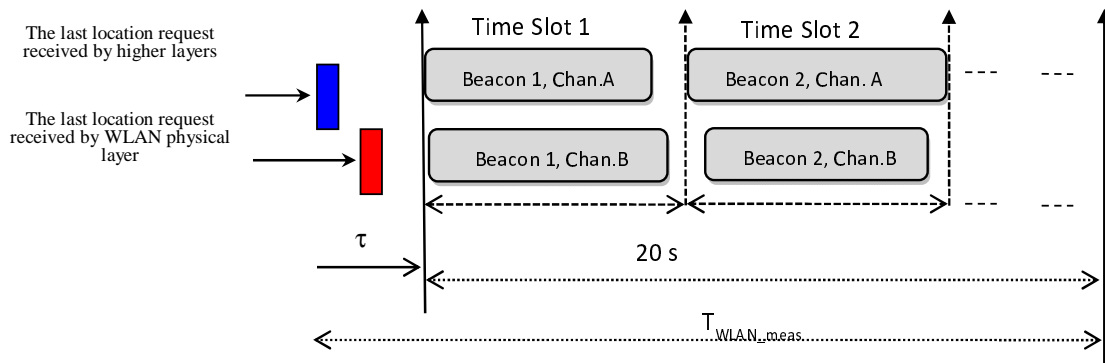 The last location request
received by higher layers
The last location request
received by WLAN physical
layer
Time Slot 1
Time Slot 2
Beacon 1, Chan.A
Beacon 2, Chan. A
Beacon 1, Chan.B
Beacon 2, Chan.B
τ
20 s
T WLAN_meas